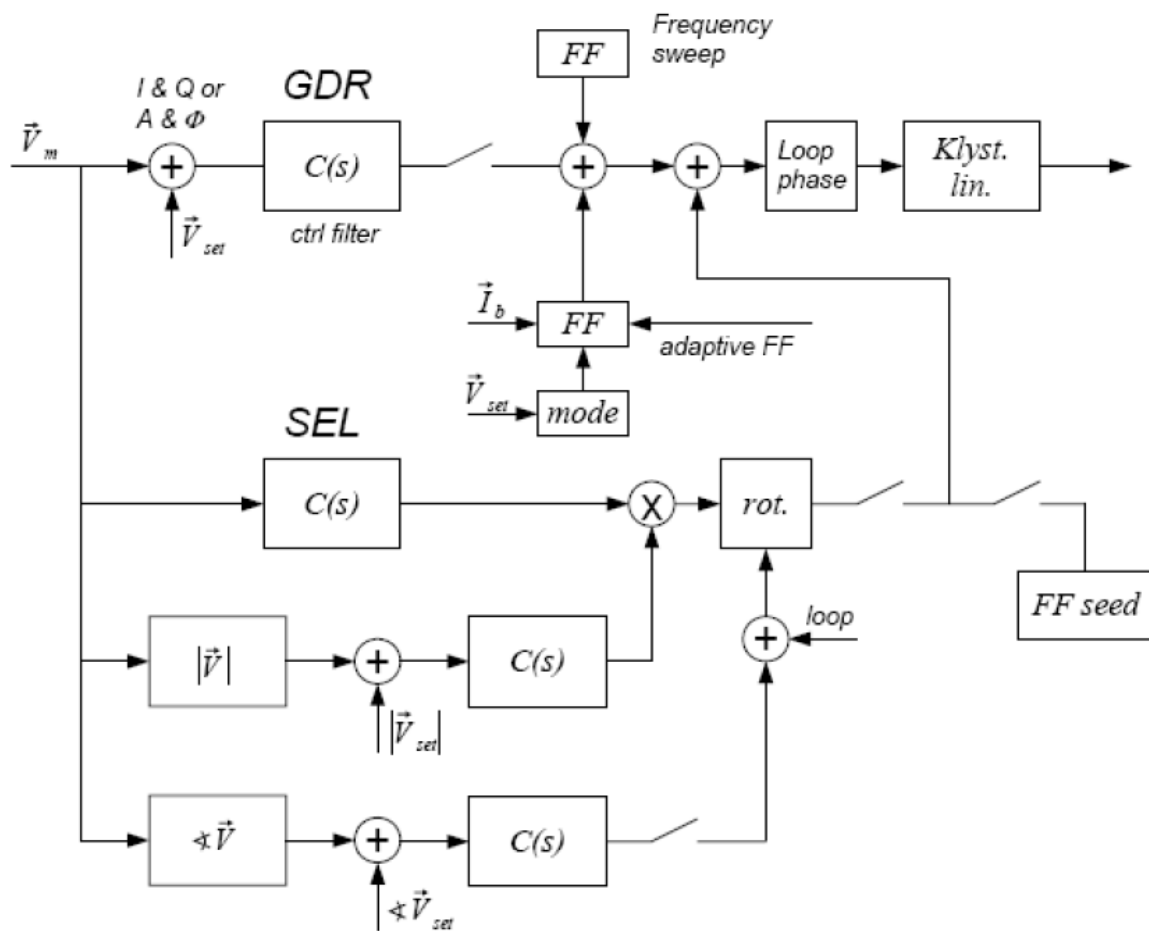 Frequency
sweep
FF
I & Q or
A & Φ
GDR
V⃗ m
+
C(s)
+
+
Loop
phase
Klyst.
lin.
V⃗ set
ctrl filter
I⃗ b
FF
adaptive FF
V⃗ set
mode
SEL
C(s)
X
rot.
FF seed
loop
|V⃗|
+
C(s)
+
|V⃗ set|
∢V⃗
+
C(s)
∢V⃗ set